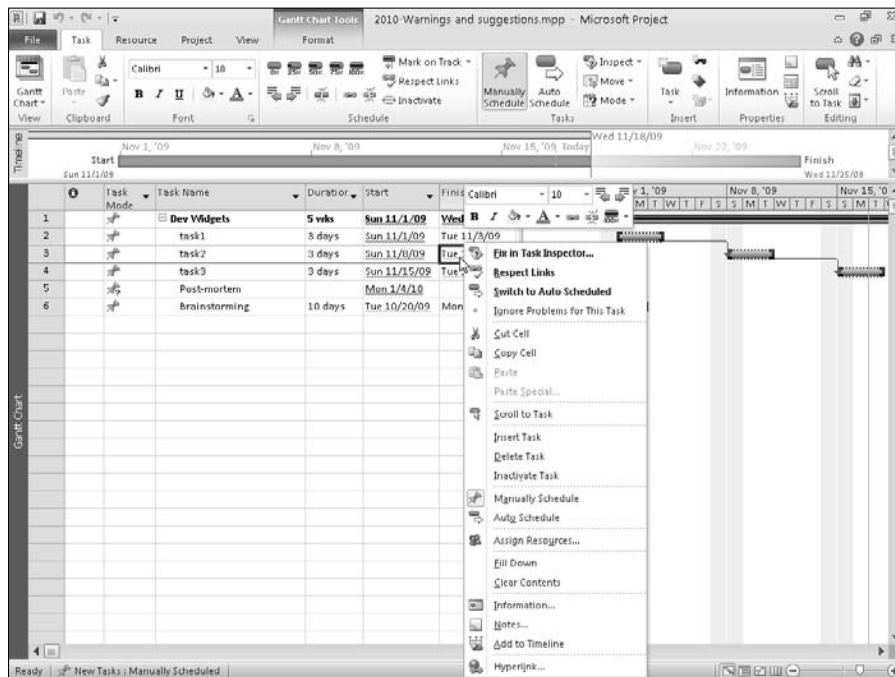 Gantt Chart Tools
2010-Warnings and suggestions.mpp - Microsoft Project
File Task Resource Project View Format
Gantt Chart
View
Paste
Clipboard
Calibri 10
B I U A
Font
0% 25% 50% 75% 100%
Mark on Track
Respect Links
Inactivate
Schedule
Manually Schedule
Auto Schedule
Inspect
Move
Mode
Tasks
Task
Insert
Information
Properties
Scroll to Task
Editing
Timeline
Wed 11/18/09
Nov 1, '09 Nov 8, '09 Nov 15, '09 Today Nov 22, '09
Start
Sun 11/1/09
Finish
Wed 11/25/09
Task Mode Task Name Duration Start Finis
1, '09 Nov 8, '09 Nov 15, '0
M T W T F S S M T W T F S S M T
1 Dev Widgets 5 wks Sun 11/1/09 Wed
2 task1 3 days Sun 11/1/09 Tue 11/3/09
3 task2 3 days Sun 11/8/09 Tue
4 task3 3 days Sun 11/15/09 Tue
5 Post-mortem Mon 1/4/10
6 Brainstorming 10 days Tue 10/20/09 Mon
Calibri 10
B I A
Fix in Task Inspector...
Respect Links
Switch to Auto Scheduled
Ignore Problems for This Task
Cut Cell
Copy Cell
Paste
Paste Special...
Scroll to Task
Insert Task
Delete Task
Inactivate Task
Manually Schedule
Auto Schedule
Assign Resources...
Fill Down
Clear Contents
Information...
Notes...
Add to Timeline
Hyperlink...
Gantt Chart
Ready New Tasks : Manually Scheduled